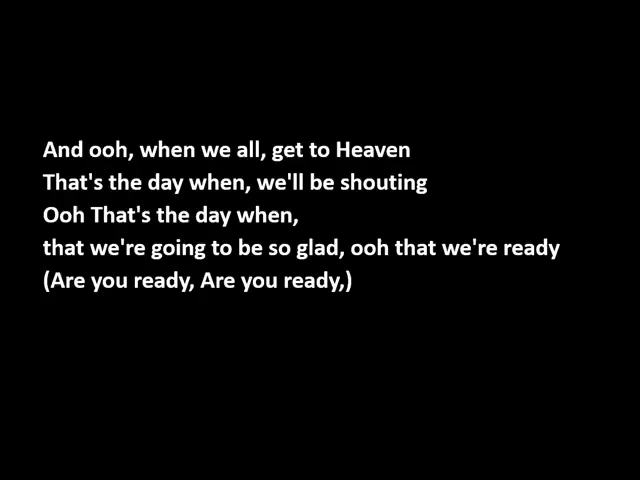 And ooh, when we all, get to Heaven
That's the day when, we'll be shouting
Ooh That's the day when,
that we're going to be so glad, ooh that we're ready
(Are you ready, Are you ready,)